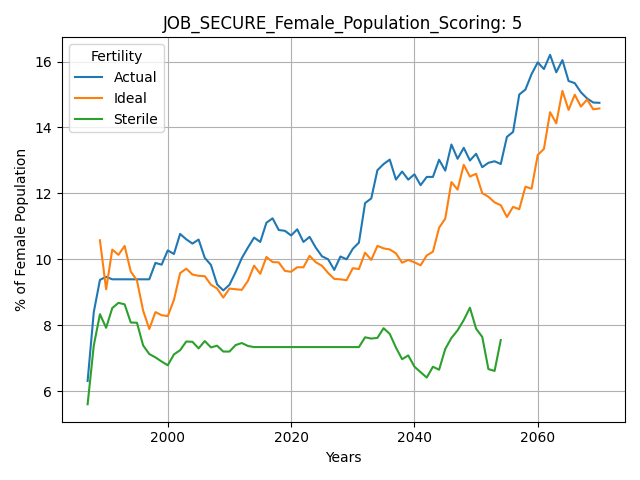 JOB_SECURE_Female_Population_Scoring: 5
Fertility
Actual
Ideal
Sterile
% of Female Population
16
14
12
10
8
6
2000
2020
2040
2060
Years